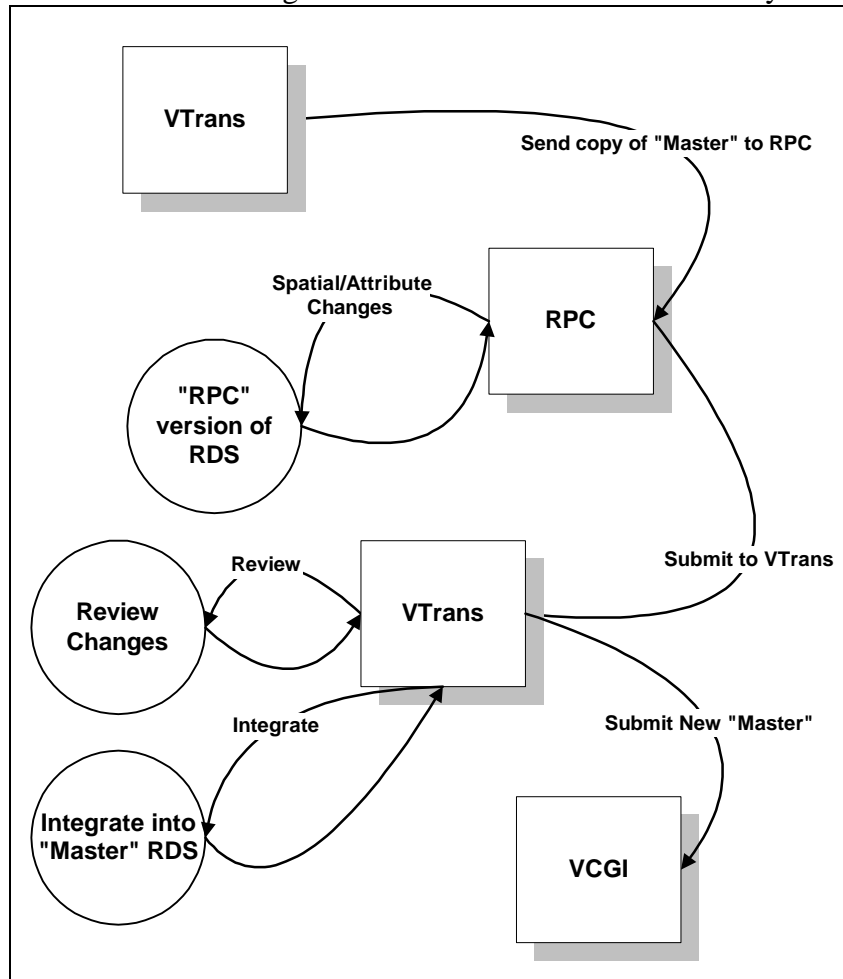 VTrans
Send copy of "Master" to RPC
Spatial/Attribute
Changes
RPC
"RPC"
version of
RDS
Review
Submit to VTrans
Review
Changes
VTrans
Integrate
Submit New "Master"
Integrate into
"Master" RDS
VCGI